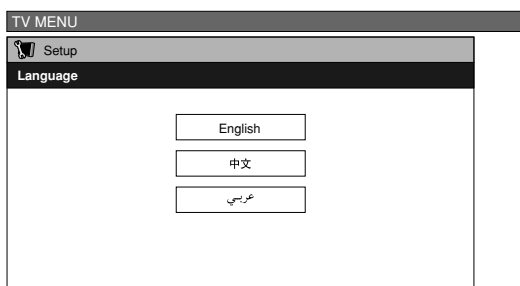 TV MENU
Setup
Language
English
中文
عربي